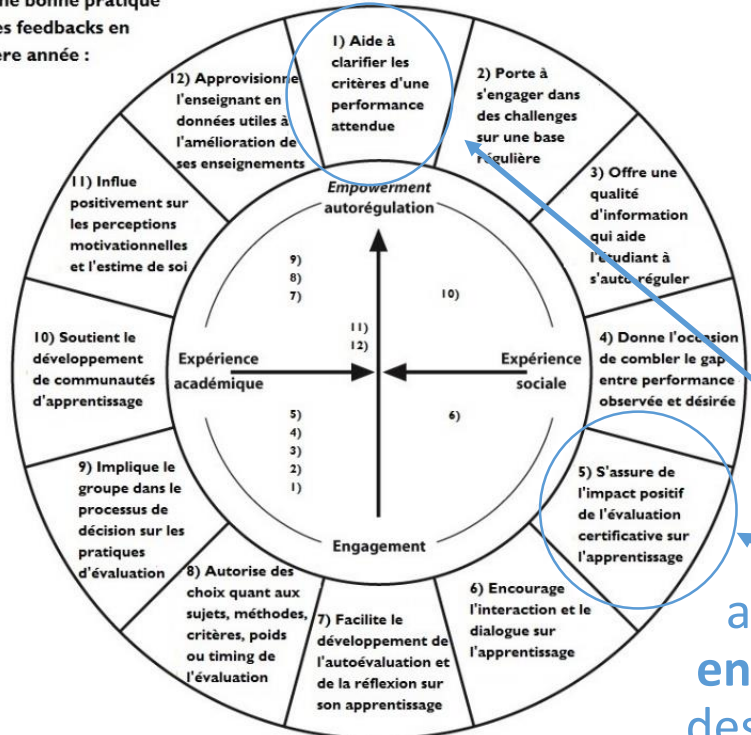 ne bonne pratique
es feedbacks en
ère année :
1) Aide à
clarifier les
critères d'une
performance
attendue
2) Porte à
s'engager dans
des challenges
sur une base
régulière
3) Offre une
qualité
d'information
qui aide
l'étudiant à
s'auto-réguler
4) Donne l'occasion
de combler le gap
entre performance
observée et désirée
5) S'assure de
l'impact positif
de l'évaluation
certificative sur
l'apprentissage
6) Encourage
l'interaction et le
dialogue sur
l'apprentissage
7) Facilite le
développement de
l'autoévaluation et
de la réflexion sur
son apprentissage
8) Autorise des
choix quant aux
sujets, méthodes,
critères, poids
ou timing de
l'évaluation
9) Implique le
groupe dans le
processus de
décision sur les
pratiques
d'évaluation
10) Soutient le
développement
de communautés
d'apprentissage
11) Influe
positivement sur
les perceptions
motivationnelles
et l'estime de soi
12) Approvisionne
l'enseignant en
données utiles à
l'amélioration de
ses enseignements
Empowerment
autorégulation
9)
8)
7)
10)
11)
12)
Expérience
académique
Expérience
sociale
5)
4)
3)
2)
1)
6)
Engagement
a
en
des